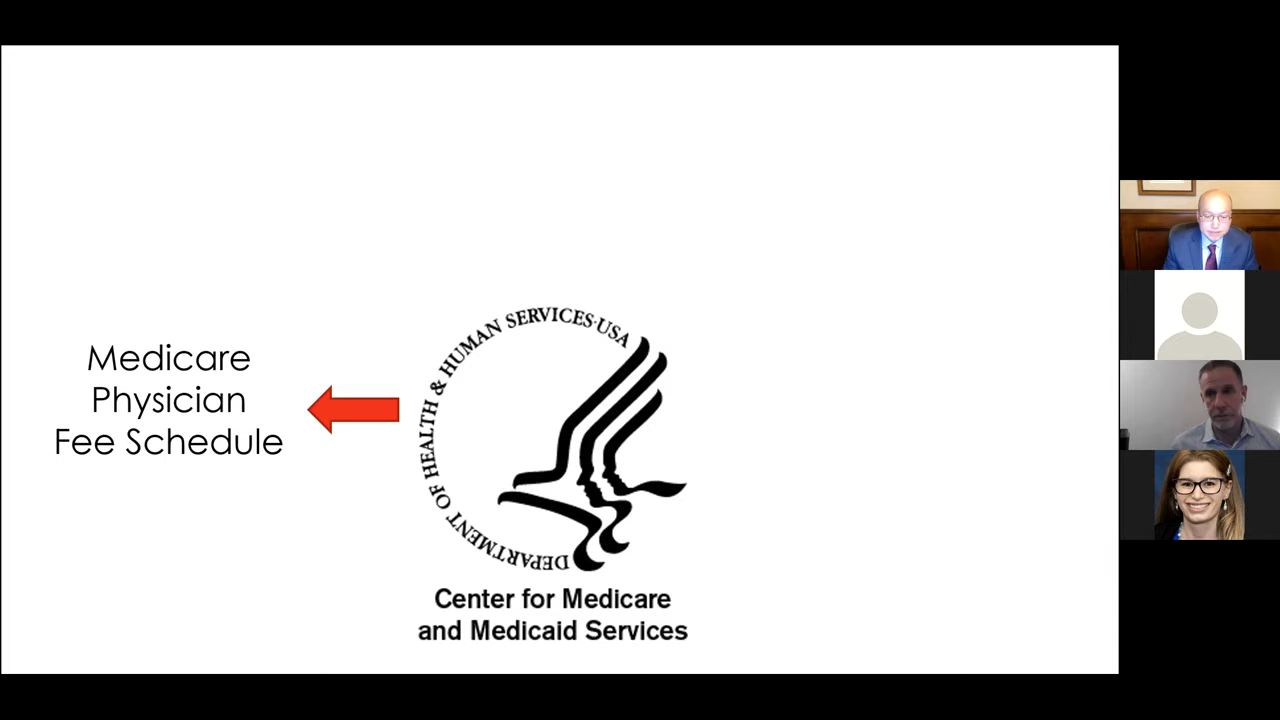 Medicare
Physician
Fee Schedule
DEPARTMENT OF HEALTH & HUMAN SERVICES·USA
Center for Medicare
and Medicaid Services